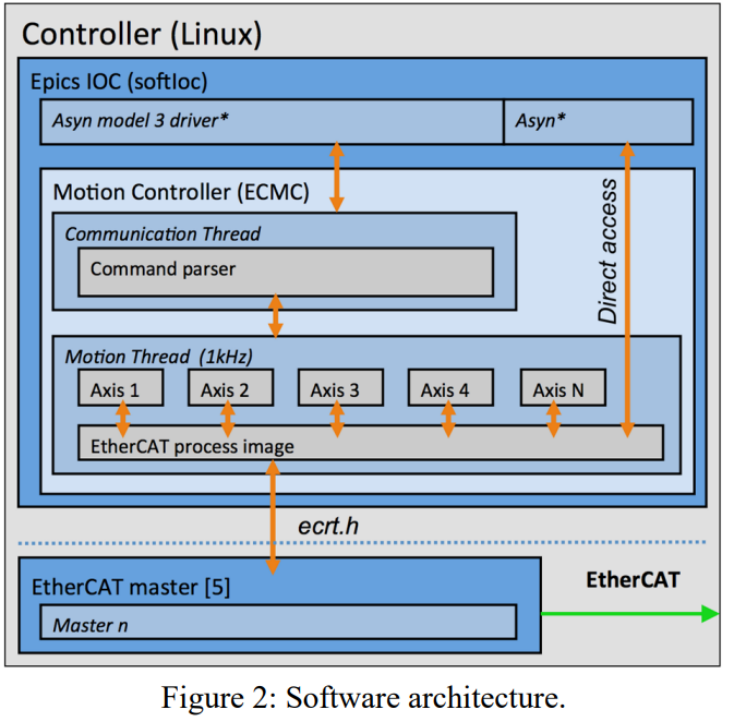 Controller (Linux)
Epics IOC (softIoc)
Asyn model 3 driver*
Asyn*
Motion Controller (ECMC)
Communication Thread
Command parser
Direct access
Motion Thread (1kHz)
Axis 1
Axis 2
Axis 3
Axis 4
Axis N
EtherCAT process image
ecrt.h
EtherCAT master [5]
EtherCAT
Master n
Figure 2: Software architecture.